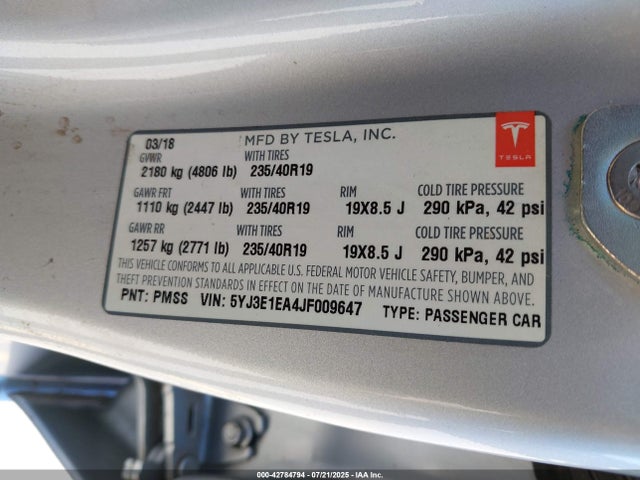 03/18 MFD BY TESLA, INC.
GVWR WITH TIRES
2180 kg (4806 lb) 235/40R19
GAWR FRT WITH TIRES RIM COLD TIRE PRESSURE
1110 kg (2447 lb) 235/40R19 19X8.5 J 290 kPa, 42 psi
GAWR RR WITH TIRES RIM COLD TIRE PRESSURE
1257 kg (2771 lb) 235/40R19 19X8.5 J 290 kPa, 42 psi
THIS VEHICLE CONFORMS TO ALL APPLICABLE U.S. FEDERAL MOTOR VEHICLE SAFETY, BUMPER, AND
THEFT PREVENTION STANDARDS IN EFFECT ON THE DATE OF MANUFACTURE SHOWN ABOVE.
PNT: PMSS VIN: 5YJ3E1EA4JF009647 TYPE: PASSENGER CAR
TESLA
000-42784794 - 07/21/2025 - IAA Inc.